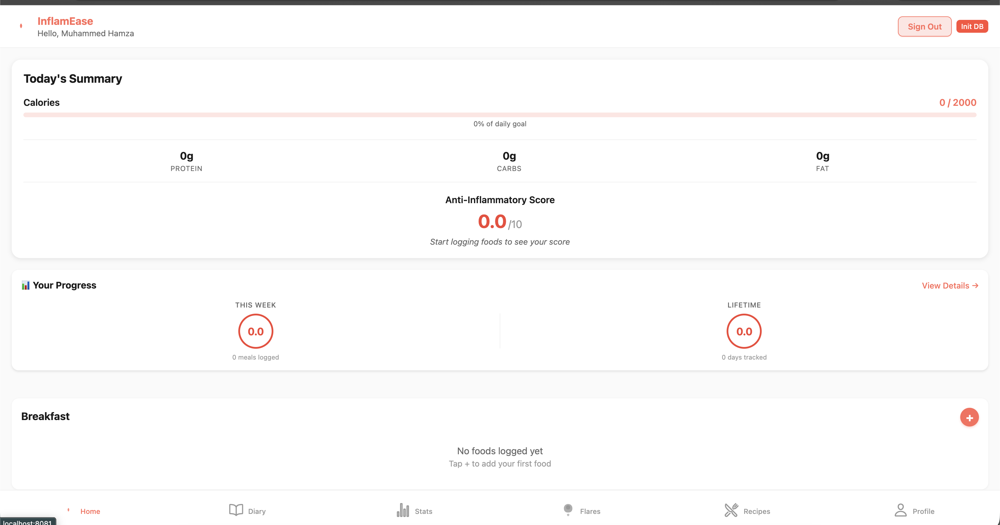 InflamEase
Hello, Muhammed Hamza
Sign Out
Init DB
Today's Summary
Calories
0 / 2000
0% of daily goal
0g
PROTEIN
0g
CARBS
0g
FAT
Anti-Inflammatory Score
0.0 /10
Start logging foods to see your score
Your Progress
View Details →
THIS WEEK
0.0
0 meals logged
LIFETIME
0.0
0 days tracked
Breakfast
+
No foods logged yet
Tap + to add your first food
Home
Diary
Stats
Flares
Recipes
Profile
localhost:8081